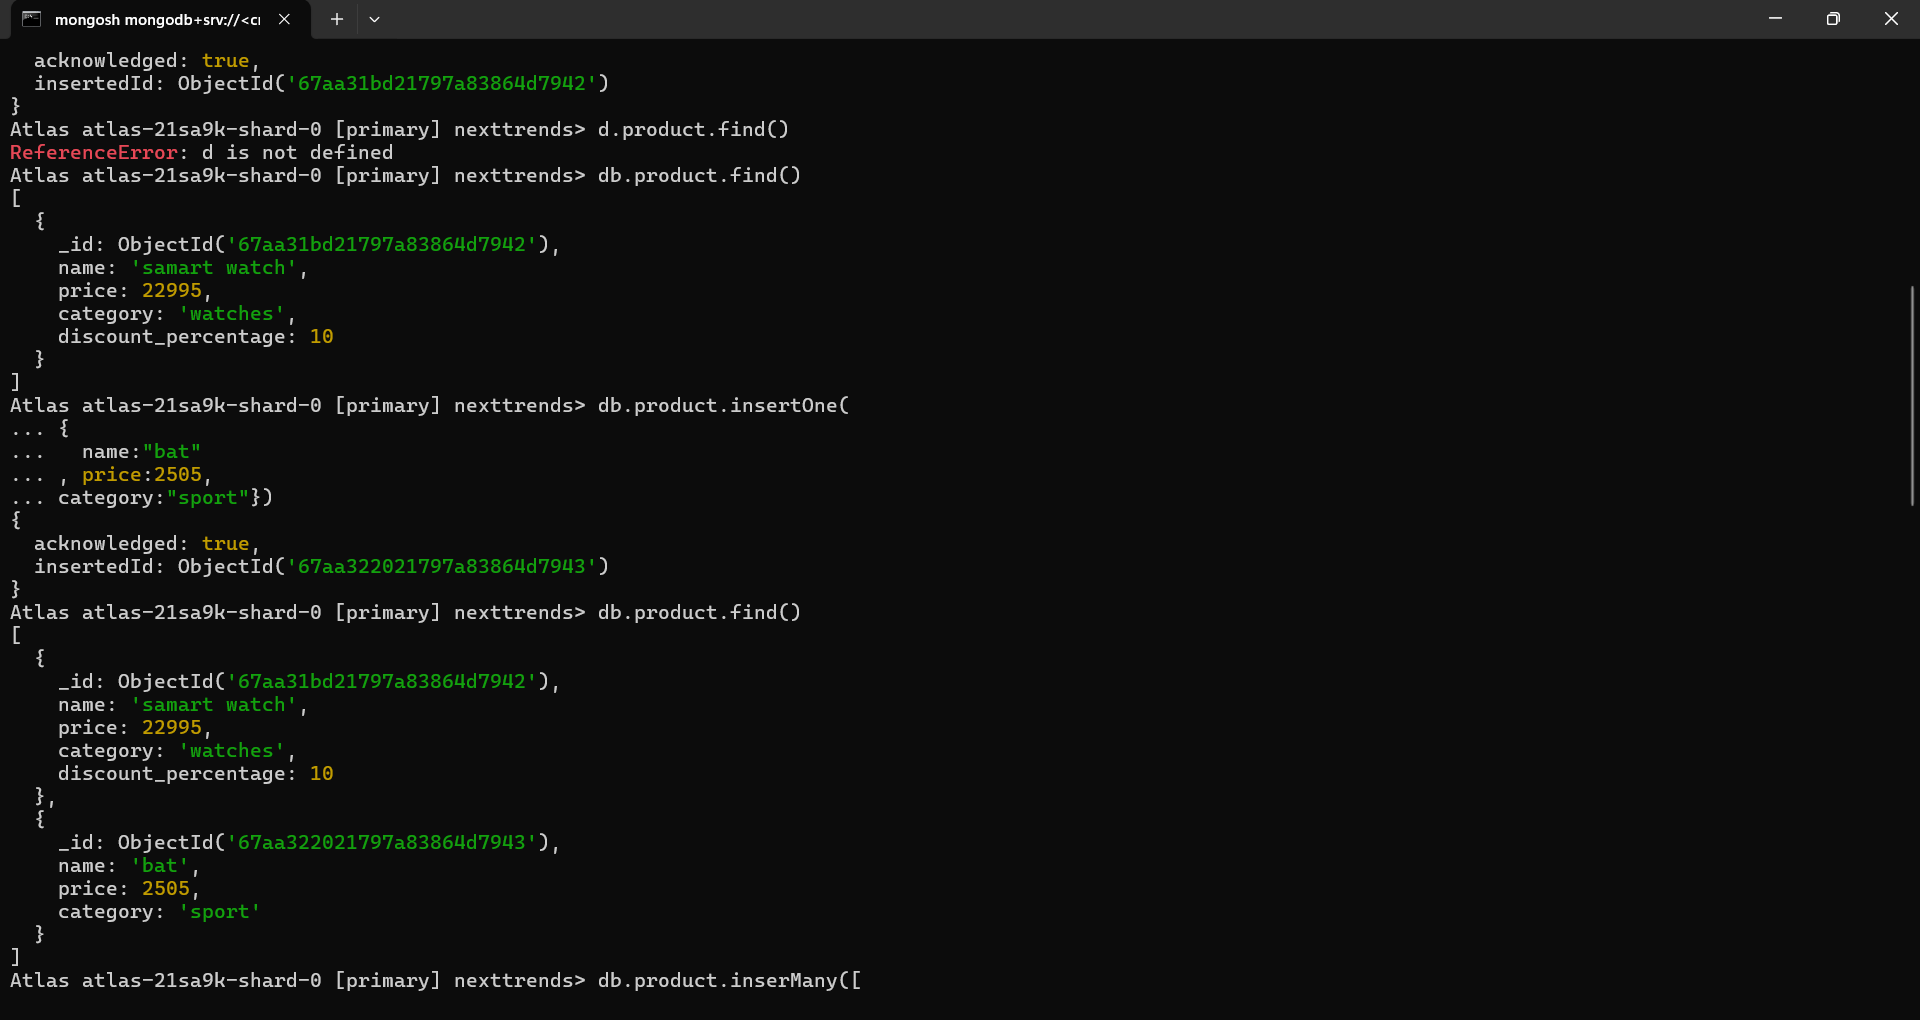 mongosh mongodb+srv://<cr
  acknowledged: true,
  insertedId: ObjectId('67aa31bd21797a83864d7942')
}
Atlas atlas-21sa9k-shard-0 [primary] nexttrends> d.product.find()
ReferenceError: d is not defined
Atlas atlas-21sa9k-shard-0 [primary] nexttrends> db.product.find()
[
  {
    _id: ObjectId('67aa31bd21797a83864d7942'),
    name: 'samart watch',
    price: 22995,
    category: 'watches',
    discount_percentage: 10
  }
]
Atlas atlas-21sa9k-shard-0 [primary] nexttrends> db.product.insertOne(
... {
...   name:"bat"
... , price:2505,
... category:"sport"})
{
  acknowledged: true,
  insertedId: ObjectId('67aa322021797a83864d7943')
}
Atlas atlas-21sa9k-shard-0 [primary] nexttrends> db.product.find()
[
  {
    _id: ObjectId('67aa31bd21797a83864d7942'),
    name: 'samart watch',
    price: 22995,
    category: 'watches',
    discount_percentage: 10
  },
  {
    _id: ObjectId('67aa322021797a83864d7943'),
    name: 'bat',
    price: 2505,
    category: 'sport'
  }
]
Atlas atlas-21sa9k-shard-0 [primary] nexttrends> db.product.inserMany([